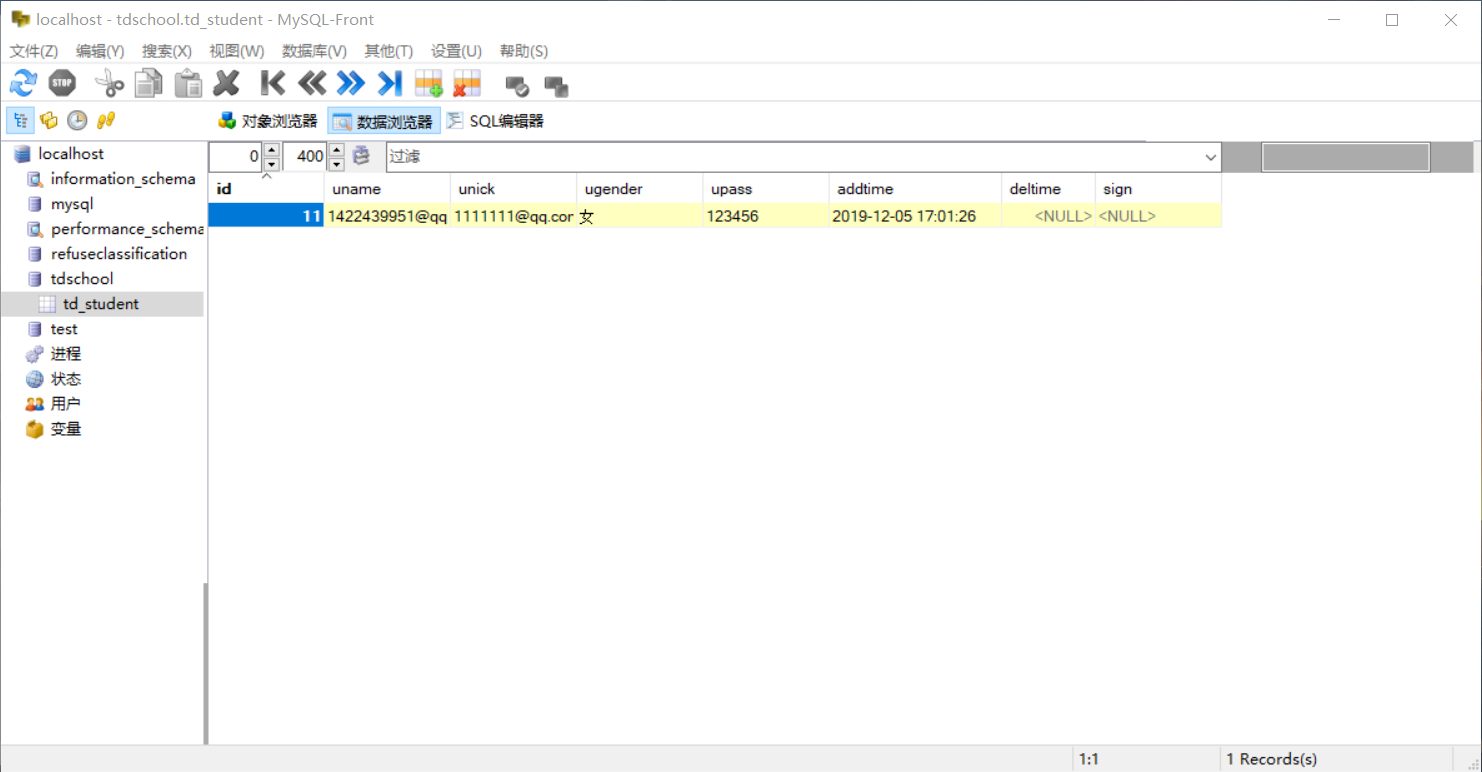 localhost - tdschool.td_student - MySQL-Front
文件(Z) 编辑(Y) 搜索(X) 视图(W) 数据库(V) 其他(T) 设置(U) 帮助(S)
STOP
对象浏览器 数据浏览器 SQL编辑器
localhost
information_schema
mysql
performance_schema
refuseclassification
tdschool
td_student
test
进程
状态
用户
变量
0 400 过滤
id uname unick ugender upass addtime deltime sign
11 1422439951@qq 1111111@qq.cor 女 123456 2019-12-05 17:01:26 <NULL> <NULL>
1:1 1 Records(s)